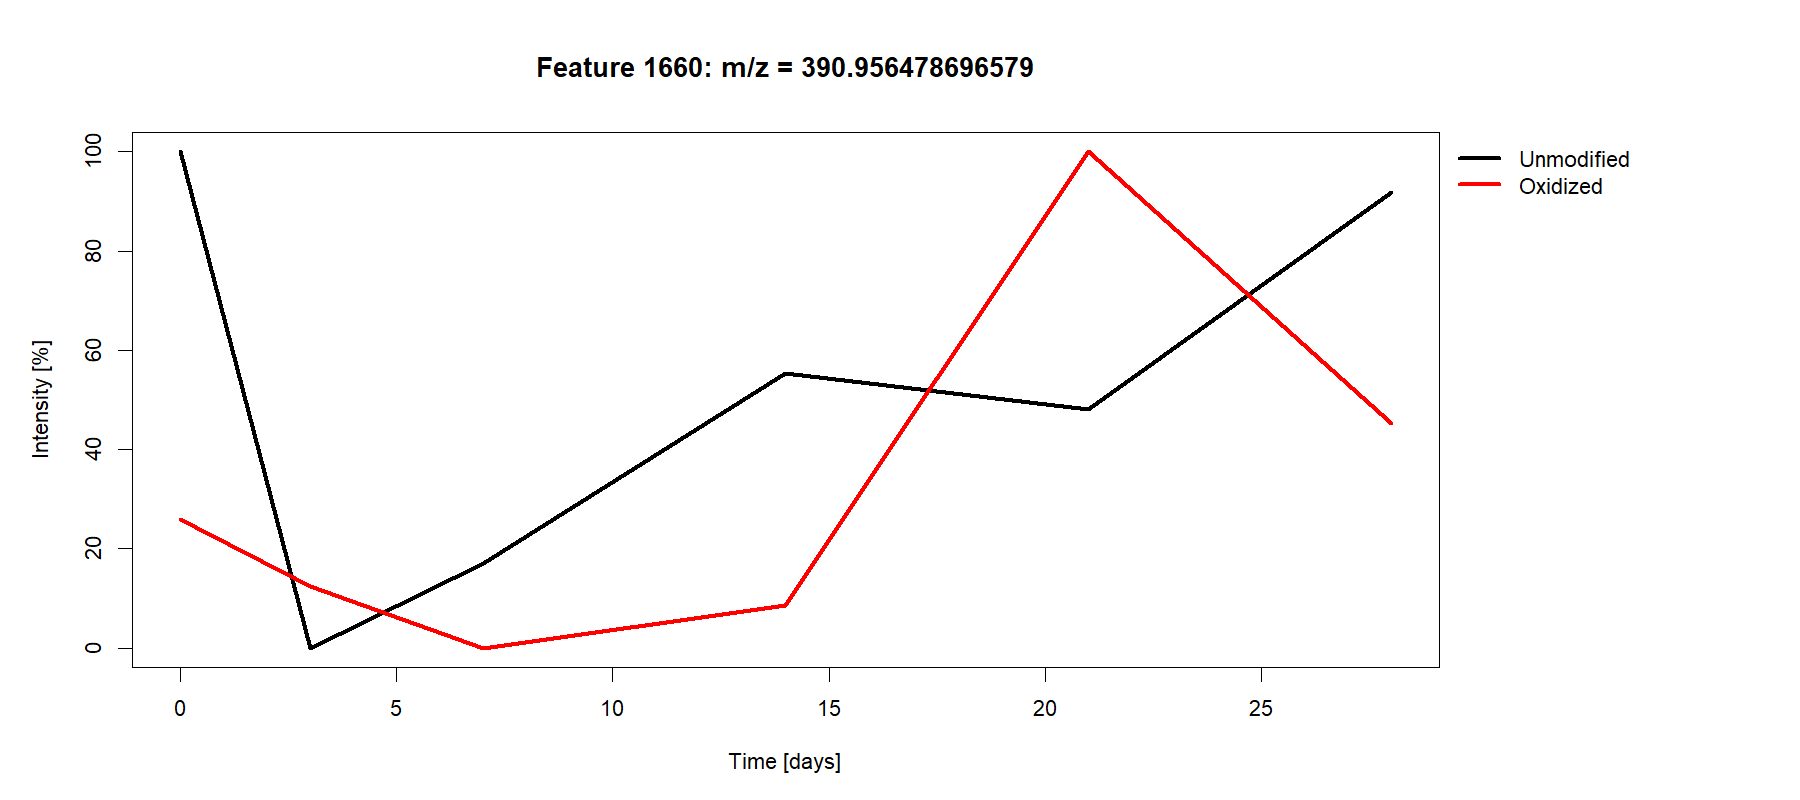 Feature 1660: m/z = 390.956478696579
Unmodified
Oxidized
Intensity [%]
100
80
60
40
20
0
0 5 10 15 20 25
Time [days]